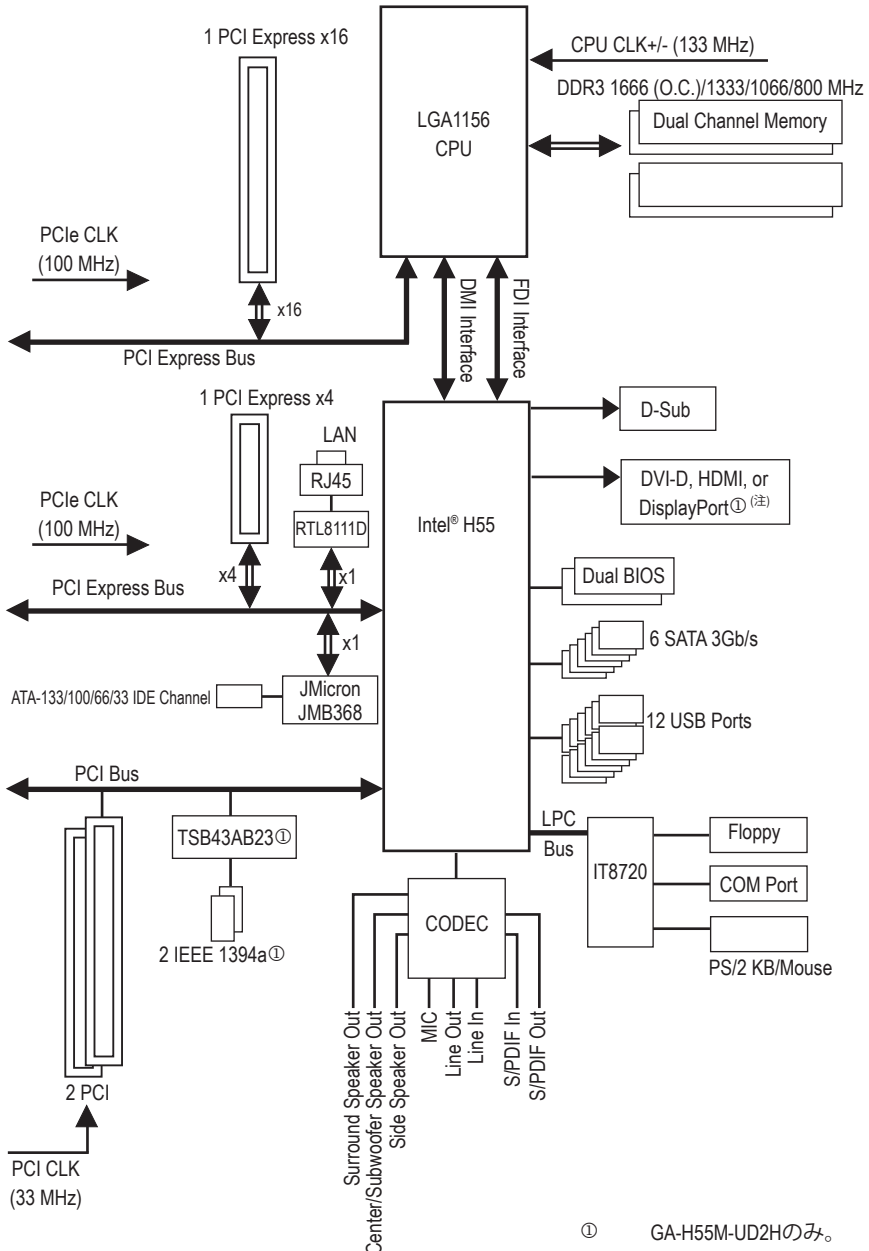 1 PCI Express x16
CPU CLK+/- (133 MHz)
DDR3 1666 (O.C.)/1333/1066/800 MHz
LGA1156
CPU
Dual Channel Memory
PCIe CLK
(100 MHz)
x16
DMI Interface
FDI Interface
PCI Express Bus
1 PCI Express x4
LAN
RJ45
RTL8111D
PCIe CLK
(100 MHz)
x4
x1
PCI Express Bus
x1
ATA-133/100/66/33 IDE Channel
JMicron
JMB368
Intel® H55
D-Sub
DVI-D, HDMI, or
DisplayPort① (注)
Dual BIOS
6 SATA 3Gb/s
12 USB Ports
PCI Bus
TSB43AB23①
2 IEEE 1394a①
LPC
Bus
IT8720
Floppy
COM Port
PS/2 KB/Mouse
CODEC
Surround Speaker Out
Center/Subwoofer Speaker Out
Side Speaker Out
MIC
Line Out
Line In
S/PDIF In
S/PDIF Out
2 PCI
PCI CLK
(33 MHz)
① GA-H55M-UD2Hのみ。